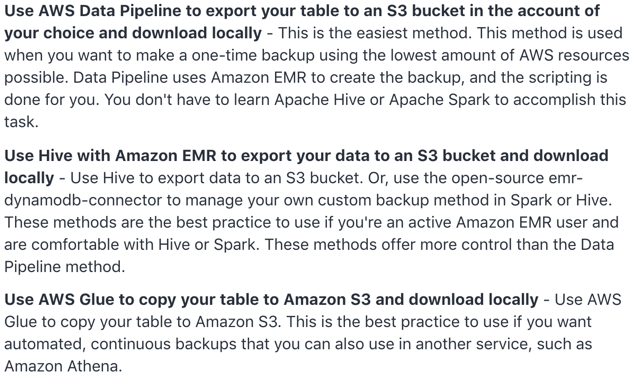 Use AWS Data Pipeline to export your table to an S3 bucket in the account of
your choice and download locally - This is the easiest method. This method is used
when you want to make a one-time backup using the lowest amount of AWS resources
possible. Data Pipeline uses Amazon EMR to create the backup, and the scripting is
done for you. You don't have to learn Apache Hive or Apache Spark to accomplish this
task.
Use Hive with Amazon EMR to export your data to an S3 bucket and download
locally - Use Hive to export data to an S3 bucket. Or, use the open-source emr-
dynamodb-connector to manage your own custom backup method in Spark or Hive.
These methods are the best practice to use if you're an active Amazon EMR user and
are comfortable with Hive or Spark. These methods offer more control than the Data
Pipeline method.
Use AWS Glue to copy your table to Amazon S3 and download locally - Use AWS
Glue to copy your table to Amazon S3. This is the best practice to use if you want
automated, continuous backups that you can also use in another service, such as
Amazon Athena.